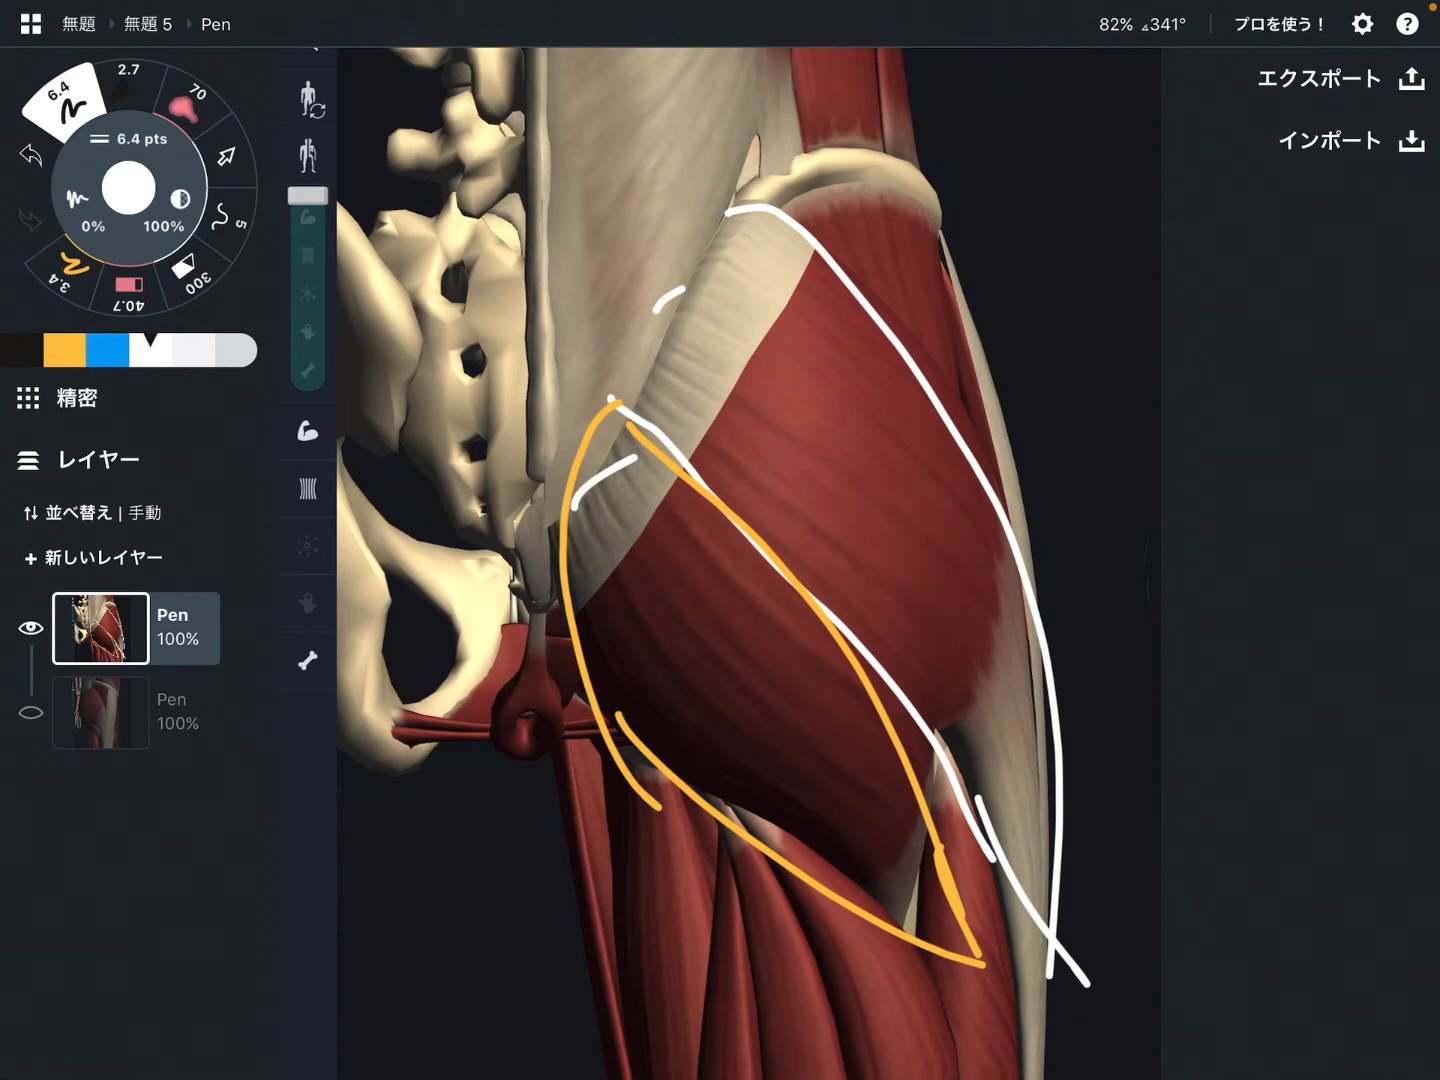 無題 無題 5 Pen
82% ⦟341° プロを使う！
エクスポート
インポート
2.7
6.4
70
6.4 pts
0% 100%
5
3.4
40.7
300
精密
レイヤー
並べ替え | 手動
+ 新しいレイヤー
Pen
100%
Pen
100%